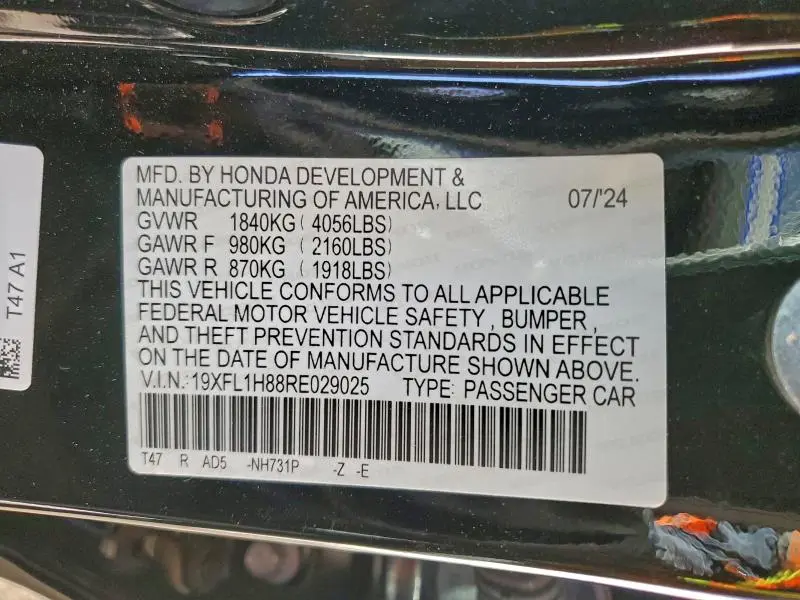 MFD. BY HONDA DEVELOPMENT &
MANUFACTURING OF AMERICA, LLC 07/'24
GVWR 1840KG ( 4056LBS)
GAWR F 980KG ( 2160LBS)
GAWR R 870KG ( 1918LBS)
THIS VEHICLE CONFORMS TO ALL APPLICABLE
FEDERAL MOTOR VEHICLE SAFETY , BUMPER ,
AND THEFT PREVENTION STANDARDS IN EFFECT
ON THE DATE OF MANUFACTURE SHOWN ABOVE.
V.I.N.: 19XFL1H88RE029025 TYPE: PASSENGER CAR
T47 R AD5 -NH731P -Z -E
T47 A1